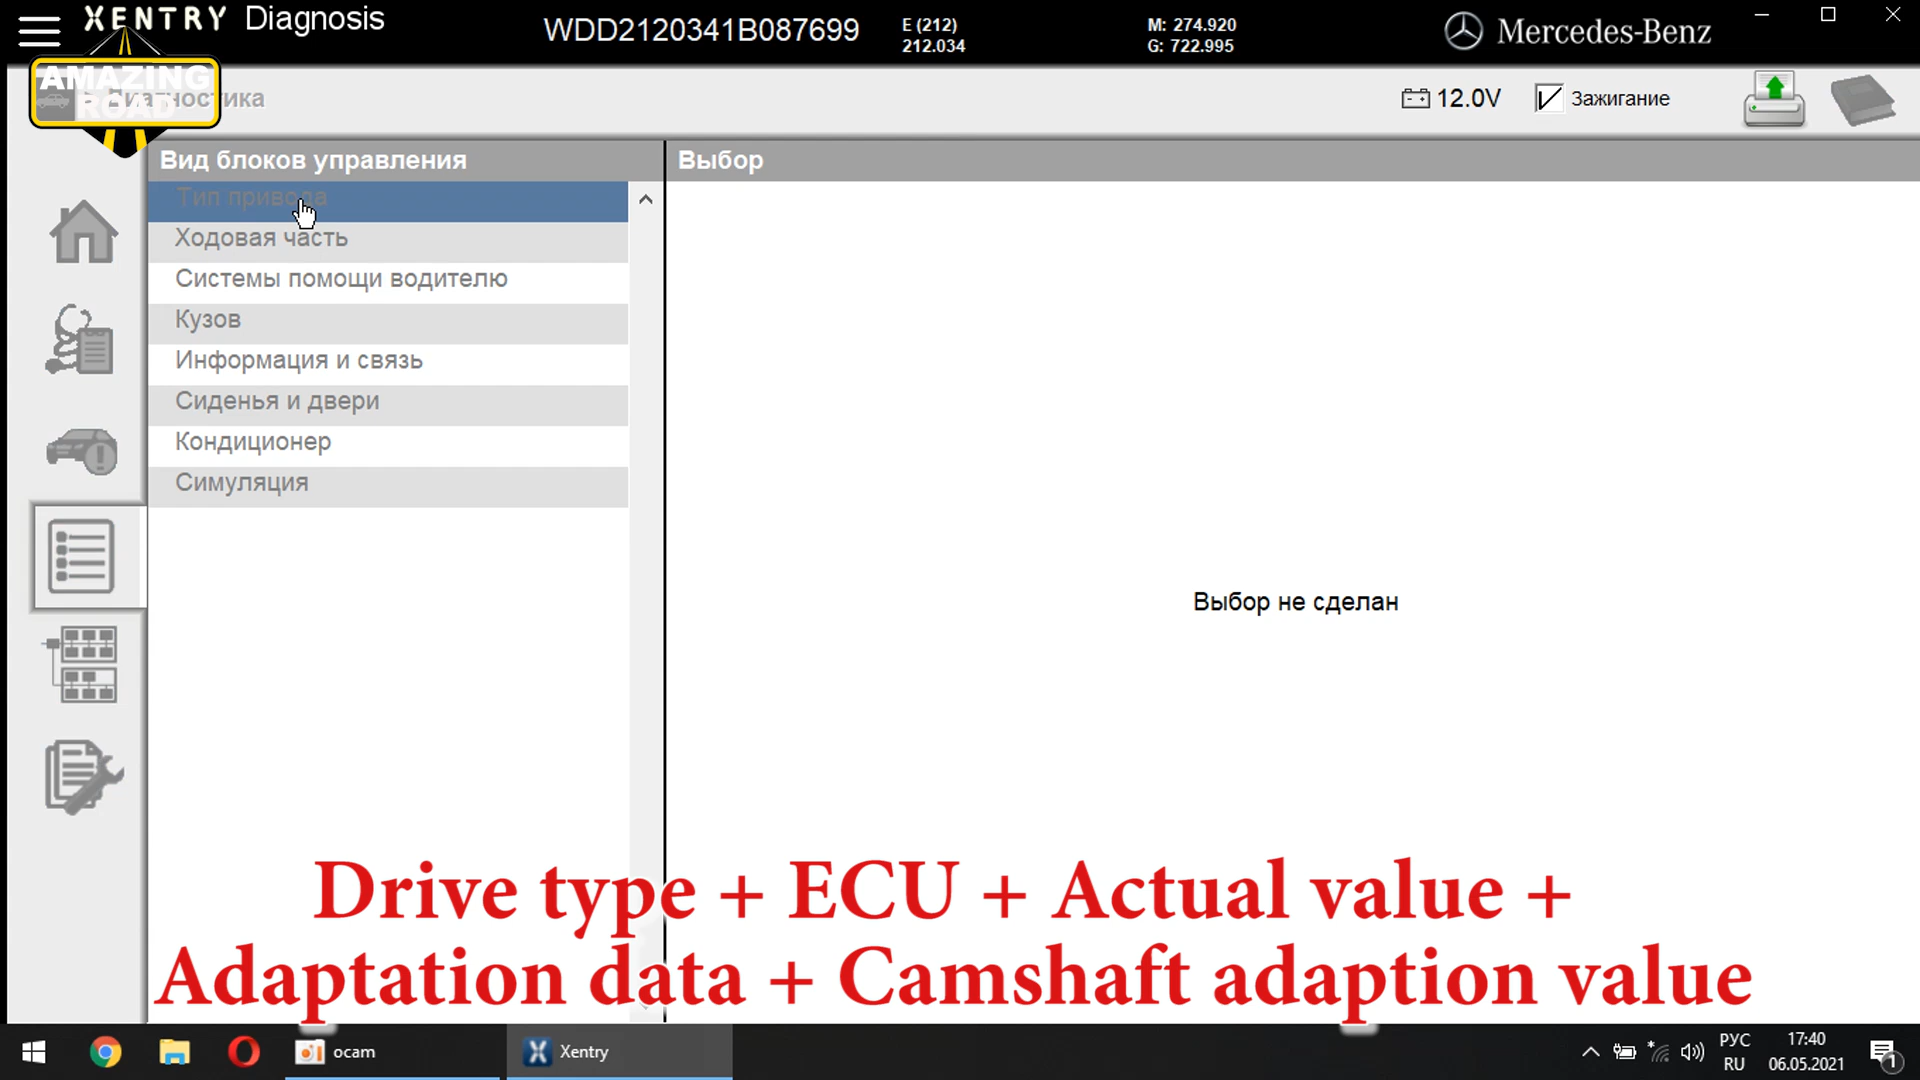 XENTRY Diagnosis
WDD2120341B087699
E (212)
212.034
M: 274.920
G: 722.995
Mercedes-Benz
AMAZING
ROAD
12.0V
Зажигание
Вид блоков управления
Выбор
Тип привода
Ходовая часть
Системы помощи водителю
Кузов
Информация и связь
Сиденья и двери
Кондиционер
Симуляция
Выбор не сделан
Drive type + ECU + Actual value +
Adaptation data + Camshaft adaption value
ocam
Xentry
РУС
RU
17:40
06.05.2021
1